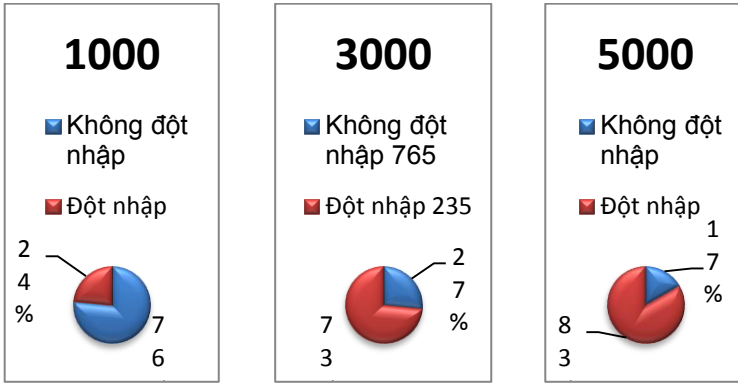 1000
Không đột
nhập
Đột nhập
2
4
%
7
6
3000
Không đột
nhập 765
Đột nhập 235
2
7
%
7
3
5000
Không đột
nhập
Đột nhập
1
7
%
8
3